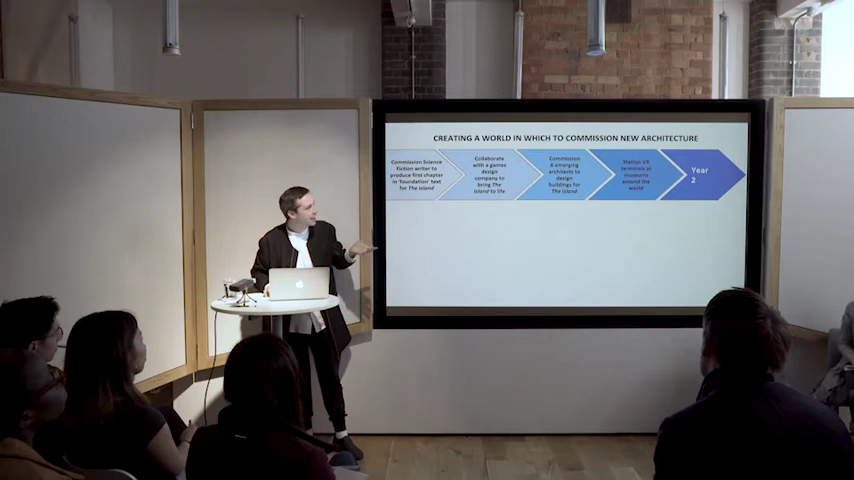 CREATING A WORLD IN WHICH TO COMMISSION NEW ARCHITECTURE
Commission Science
Fiction writer to
produce first chapter
in 'foundation' text
for The Island
Collaborate
with a games
design
company to
bring The
Island to life
Commission
6 emerging
architects to
design
buildings for
The Island
Station VR
terminals at
museums
around the
world
Year
2